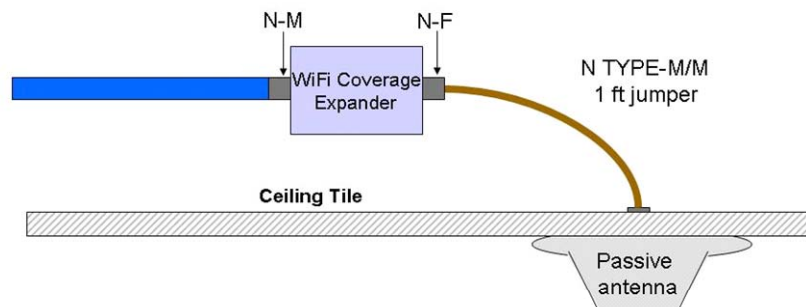 N-M
N-F
WiFi Coverage
Expander
N TYPE-M/M
1 ft jumper
Ceiling Tile
Passive
antenna